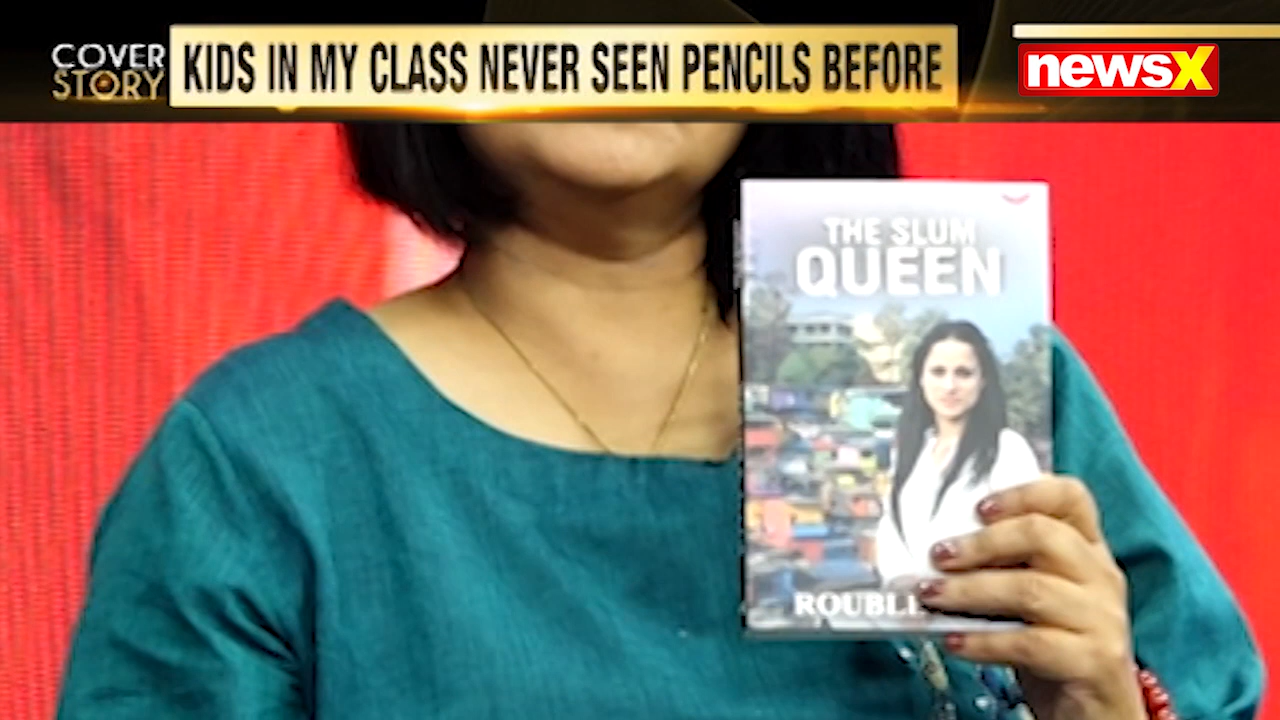 COVER
STORY
KIDS IN MY CLASS NEVER SEEN PENCILS BEFORE
newsX
THE SLUM
QUEEN